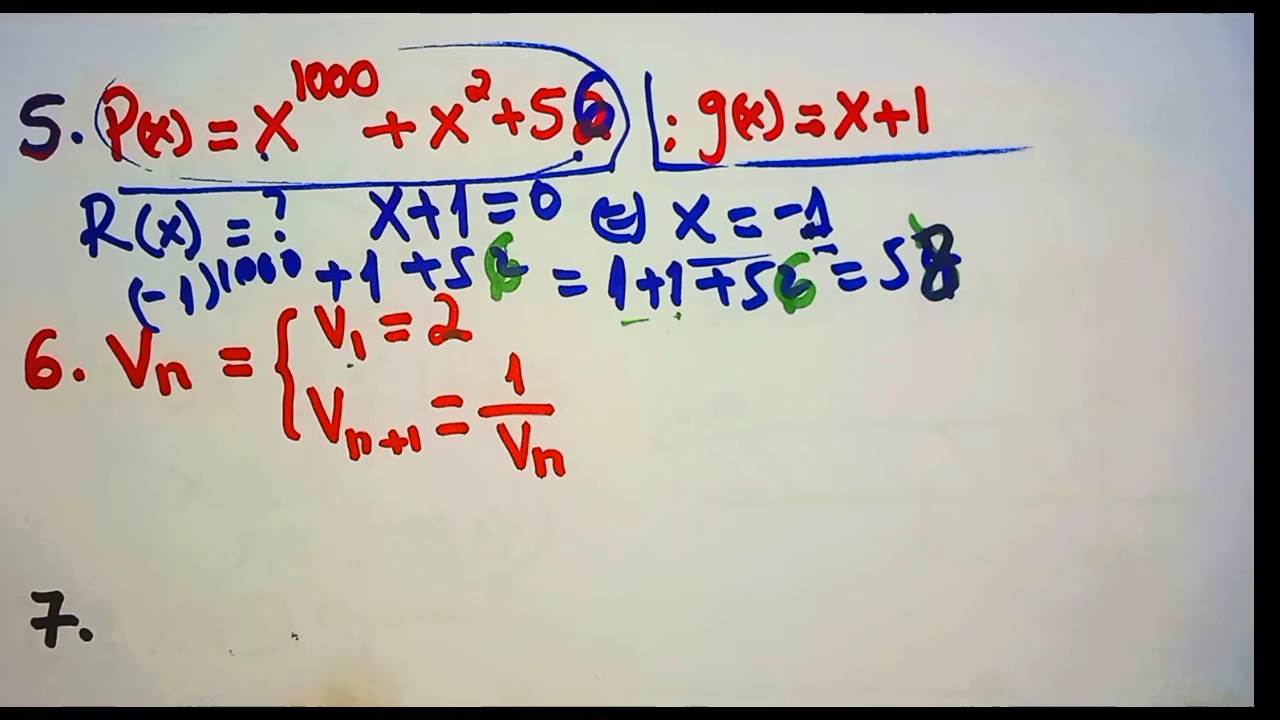 5. P(x) = x^1000 + x^2 + 56 : g(x) = x+1
R(x) = ? x+1=0 (=) x = -1
(-1)^1000 + 1 + 56 = 1+1+56 = 58
6. Vn = { V1 = 2
Vn+1 = 1/Vn
7.